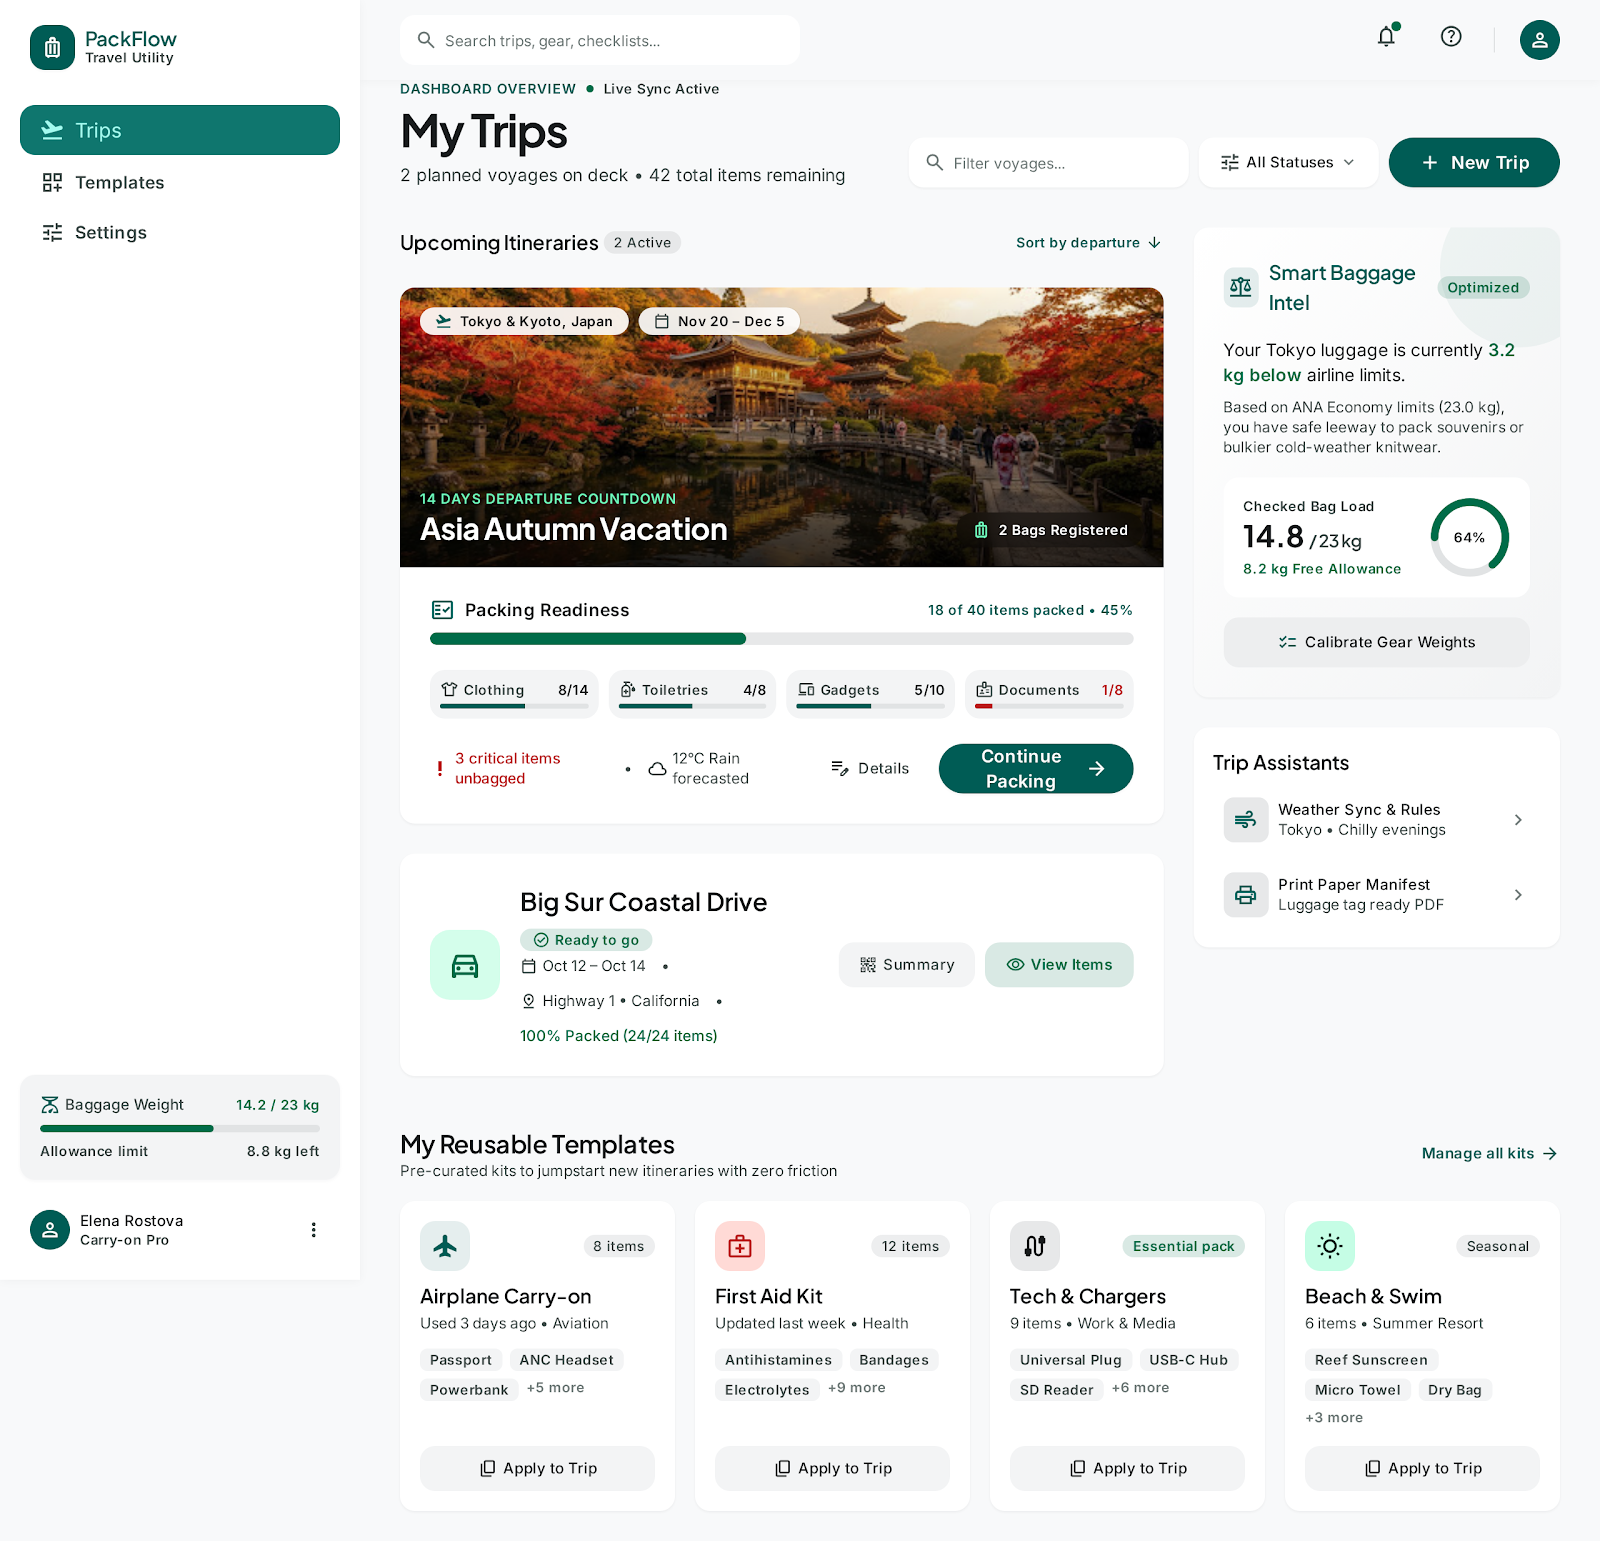 PackFlow
Travel Utility
Trips
Templates
Settings
Baggage Weight
14.2 / 23 kg
Allowance limit
8.8 kg left
Elena Rostova
Carry-on Pro
Search trips, gear, checklists...
DASHBOARD OVERVIEW • Live Sync Active
My Trips
2 planned voyages on deck • 42 total items remaining
Filter voyages...
All Statuses
New Trip
Upcoming Itineraries
2 Active
Sort by departure
Tokyo & Kyoto, Japan
Nov 20 – Dec 5
14 DAYS DEPARTURE COUNTDOWN
Asia Autumn Vacation
2 Bags Registered
Packing Readiness
18 of 40 items packed • 45%
Clothing 8/14
Toiletries 4/8
Gadgets 5/10
Documents 1/8
3 critical items
unbagged
•
12°C Rain
forecasted
Details
Continue
Packing
Big Sur Coastal Drive
Ready to go
Oct 12 – Oct 14 •
Highway 1 • California •
100% Packed (24/24 items)
Summary
View Items
Smart Baggage
Intel
Optimized
Your Tokyo luggage is currently 3.2
kg below airline limits.
Based on ANA Economy limits (23.0 kg),
you have safe leeway to pack souvenirs or
bulkier cold-weather knitwear.
Checked Bag Load
14.8 / 23 kg
8.2 kg Free Allowance
64%
Calibrate Gear Weights
Trip Assistants
Weather Sync & Rules
Tokyo • Chilly evenings
Print Paper Manifest
Luggage tag ready PDF
My Reusable Templates
Pre-curated kits to jumpstart new itineraries with zero friction
Manage all kits
8 items
Airplane Carry-on
Used 3 days ago • Aviation
Passport
ANC Headset
Powerbank
+5 more
Apply to Trip
12 items
First Aid Kit
Updated last week • Health
Antihistamines
Bandages
Electrolytes
+9 more
Apply to Trip
Essential pack
Tech & Chargers
9 items • Work & Media
Universal Plug
USB-C Hub
SD Reader
+6 more
Apply to Trip
Seasonal
Beach & Swim
6 items • Summer Resort
Reef Sunscreen
Micro Towel
Dry Bag
+3 more
Apply to Trip